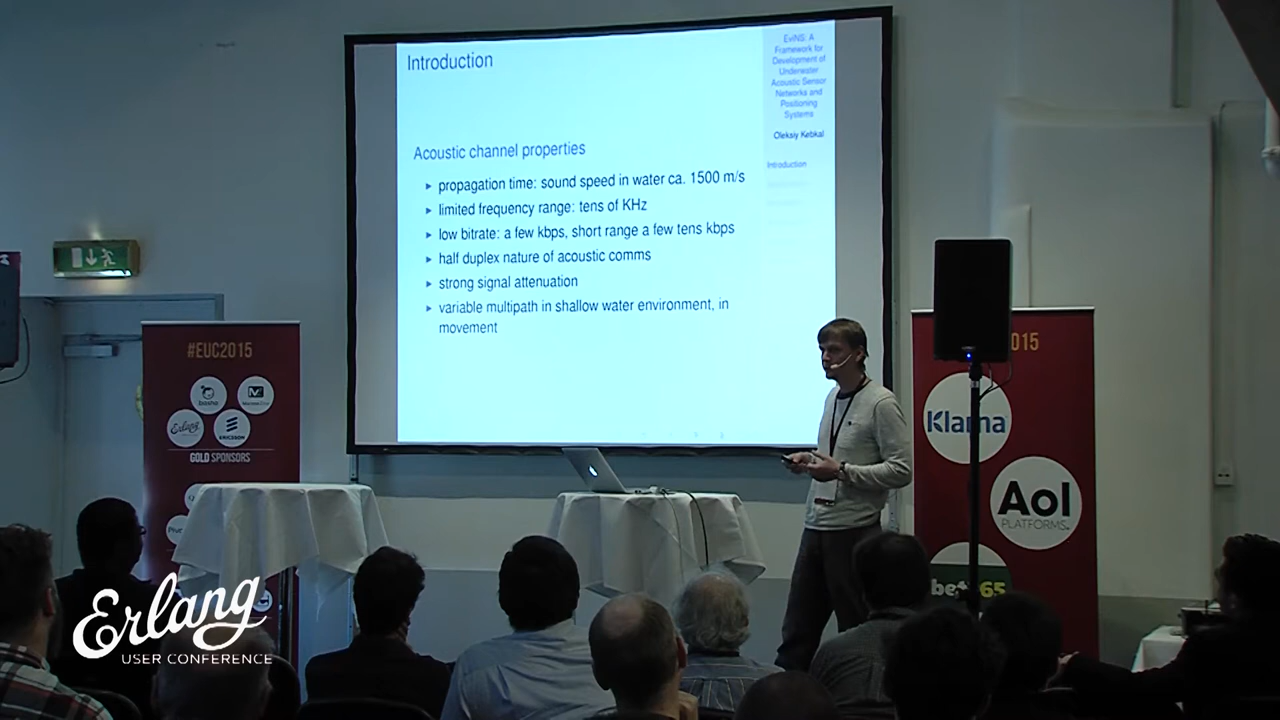 Introduction
Acoustic channel properties
propagation time: sound speed in water ca. 1500 m/s
limited frequency range: tens of KHz
low bitrate: a few kbps, short range a few tens kbps
half duplex nature of acoustic comms
strong signal attenuation
variable multipath in shallow water environment, in
movement
EviNS: A
Framework for
Development of
Underwater
Acoustic Sensor
Networks and
Positioning
Systems
Oleksiy Kebkal
Introduction
#EUC2015
basho
Erlang
ERICSSON
GOLD SPONSORS
015
Klarna
Aol.
PLATFORMS
bet365
Erlang
USER CONFERENCE